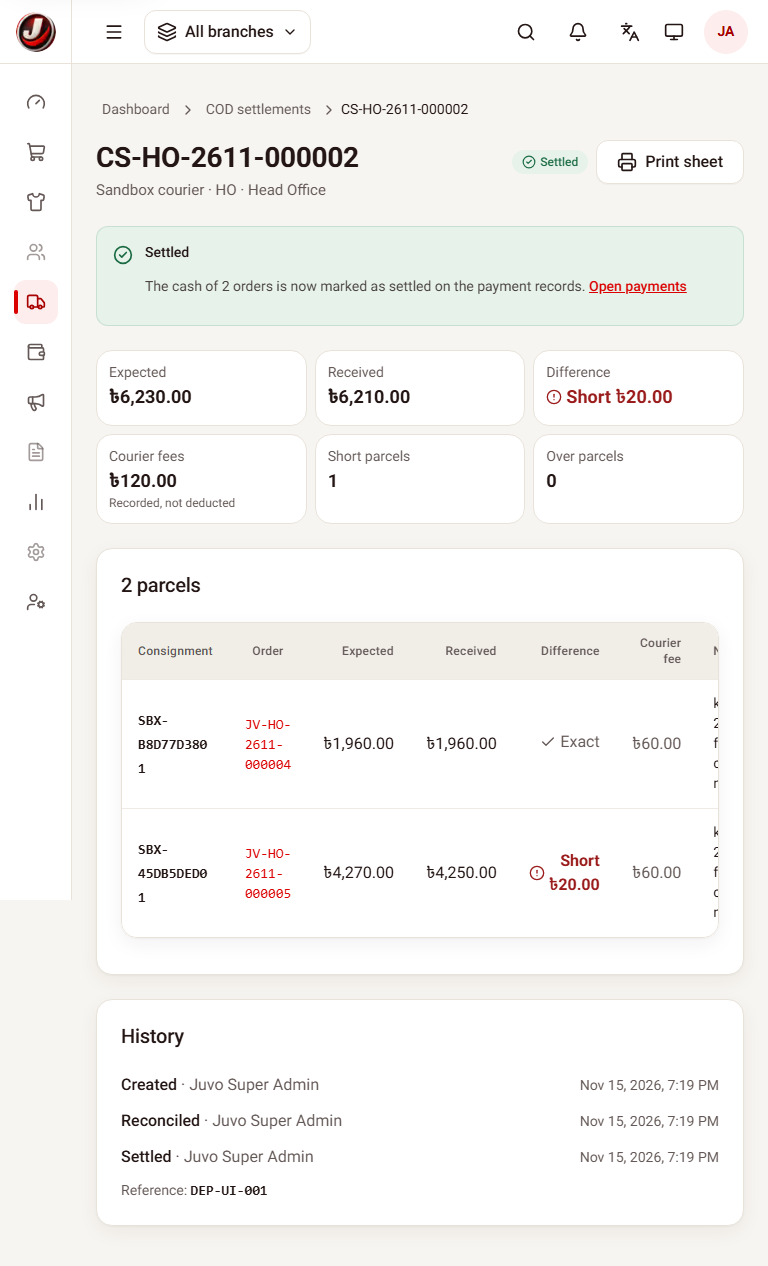 J
All branches
JA
Dashboard > COD settlements > CS-HO-2611-000002
CS-HO-2611-000002
Settled
Print sheet
Sandbox courier · HO · Head Office
Settled
The cash of 2 orders is now marked as settled on the payment records. Open payments
Expected
৳6,230.00
Received
৳6,210.00
Difference
Short ৳20.00
Courier fees
৳120.00
Recorded, not deducted
Short parcels
1
Over parcels
0
2 parcels
Consignment Order Expected Received Difference Courier fee
SBX-
B8D77D380
1
JV-HO-
2611-
000004
৳1,960.00 ৳1,960.00 Exact ৳60.00
SBX-
45DB5DED0
1
JV-HO-
2611-
000005
৳4,270.00 ৳4,250.00
Short
৳20.00
৳60.00
History
Created · Juvo Super Admin Nov 15, 2026, 7:19 PM
Reconciled · Juvo Super Admin Nov 15, 2026, 7:19 PM
Settled · Juvo Super Admin Nov 15, 2026, 7:19 PM
Reference: DEP-UI-001